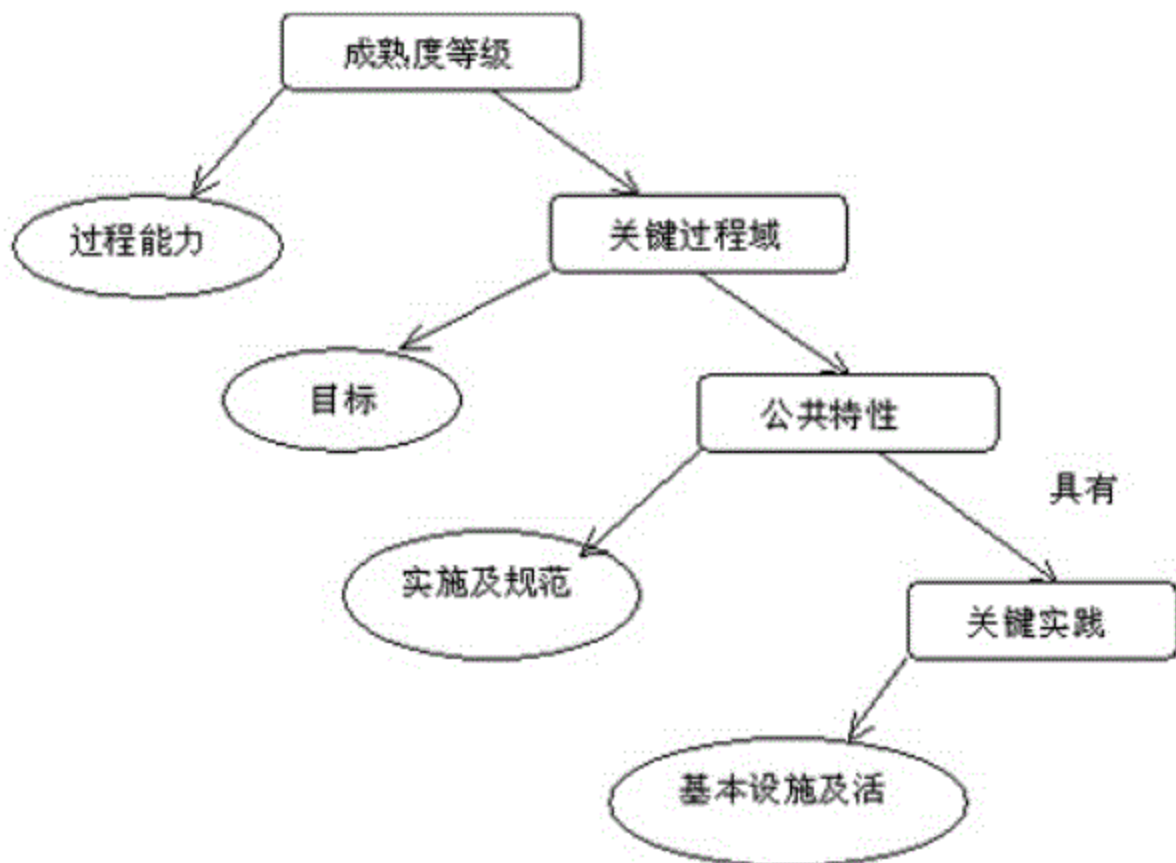 成熟度等级
过程能力
关键过程域
目标
公共特性
具有
实施及规范
关键实践
基本设施及活